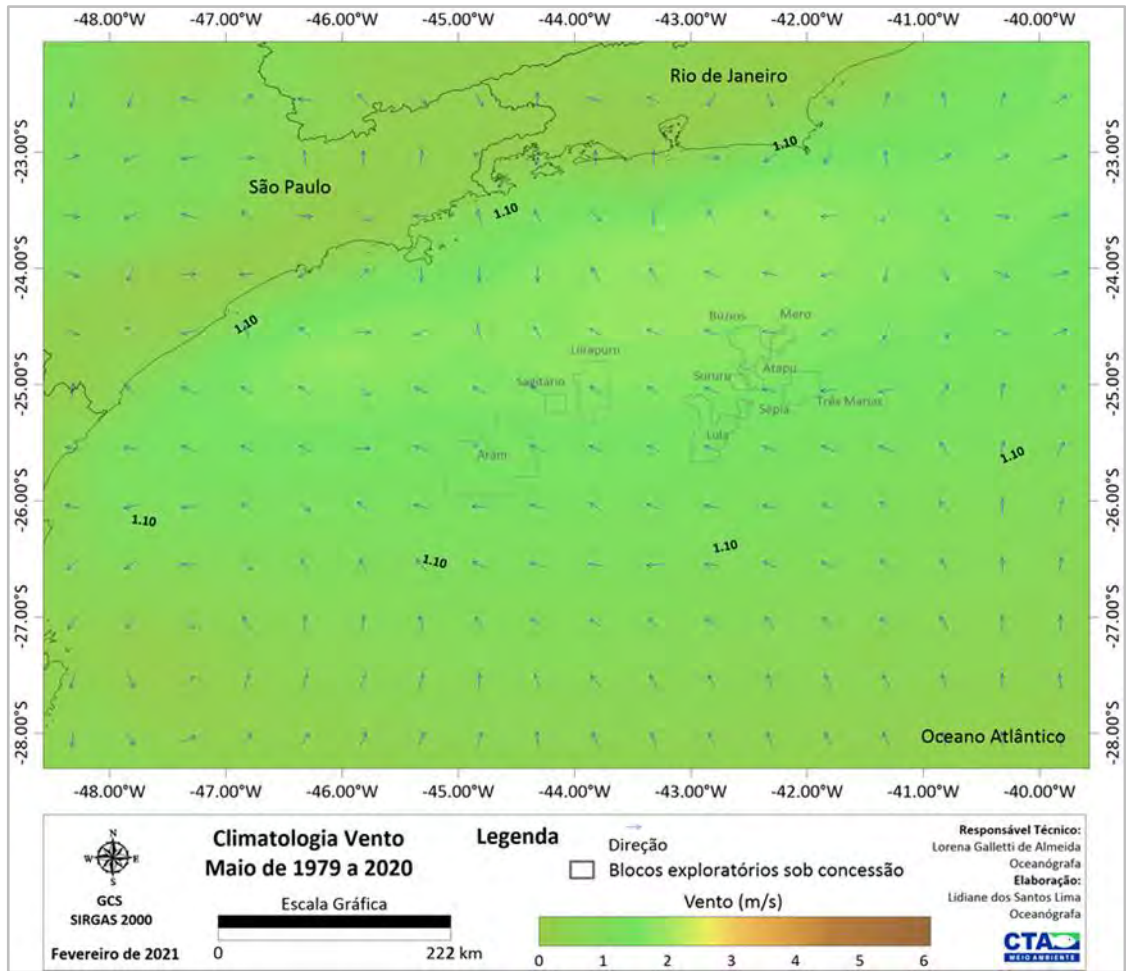 -48.00°W -47.00°W -46.00°W -45.00°W -44.00°W -43.00°W -42.00°W -41.00°W -40.00°W
-23.00°S -24.00°S -25.00°S -26.00°S -27.00°S -28.00°S
Rio de Janeiro
1.10
São Paulo
1.10
1.10
Búzios Mero
Uirapuru
Sururu Atapu
Sagitário
Três Marias
Sépia
Lula
Aram
1.10
1.10
1.10
1.10
Oceano Atlântico
-23.00°S -24.00°S -25.00°S -26.00°S -27.00°S -28.00°S
-48.00°W -47.00°W -46.00°W -45.00°W -44.00°W -43.00°W -42.00°W -41.00°W -40.00°W
N
W E
S
GCS
SIRGAS 2000
Fevereiro de 2021
Climatologia Vento
Maio de 1979 a 2020
Escala Gráfica
0 222 km
Legenda
Direção
Blocos exploratórios sob concessão
Vento (m/s)
0 1 2 3 4 5 6
Responsável Técnico:
Lorena Galletti de Almeida
Oceanógrafa
Elaboração:
Lidiane dos Santos Lima
Oceanógrafa
CTA
MEIO AMBIENTE